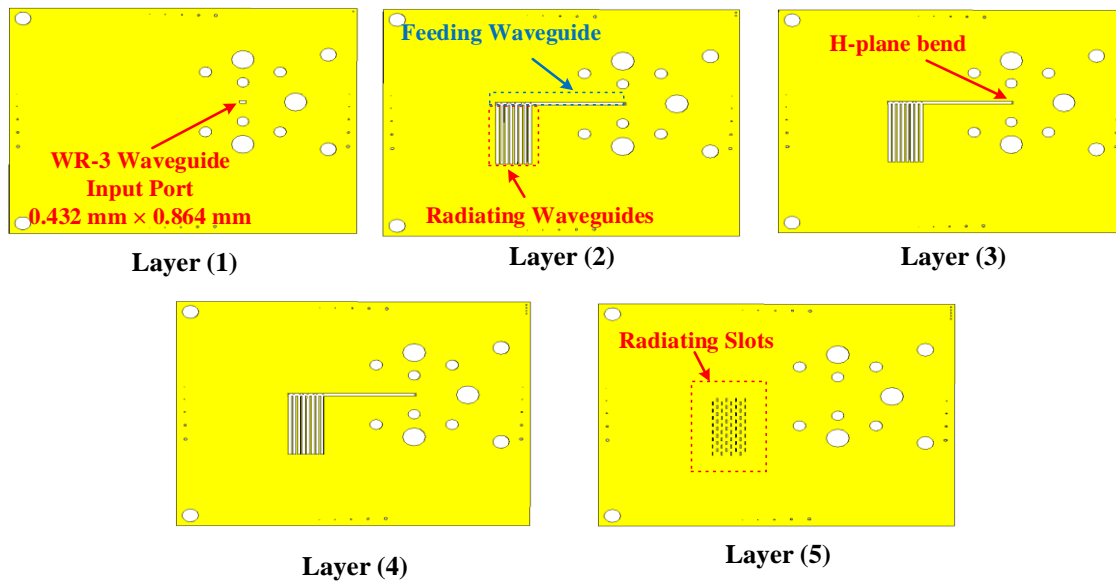 WR-3 Waveguide
Input Port
0.432 mm × 0.864 mm
Layer (1)
Feeding Waveguide
Radiating Waveguides
Layer (2)
H-plane bend
Layer (3)
Layer (4)
Radiating Slots
Layer (5)